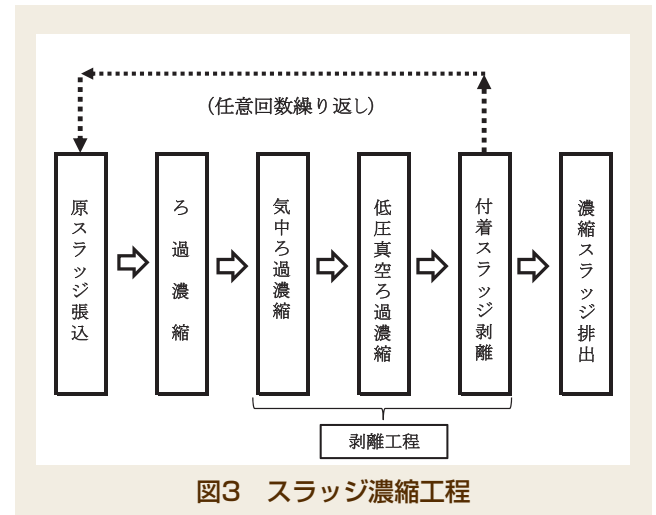 (任意回数繰り返し)
原スラッジ張込
ろ過濃縮
気中ろ過濃縮
低圧真空ろ過濃縮
付着スラッジ剥離
濃縮スラッジ排出
剥離工程
図3 スラッジ濃縮工程